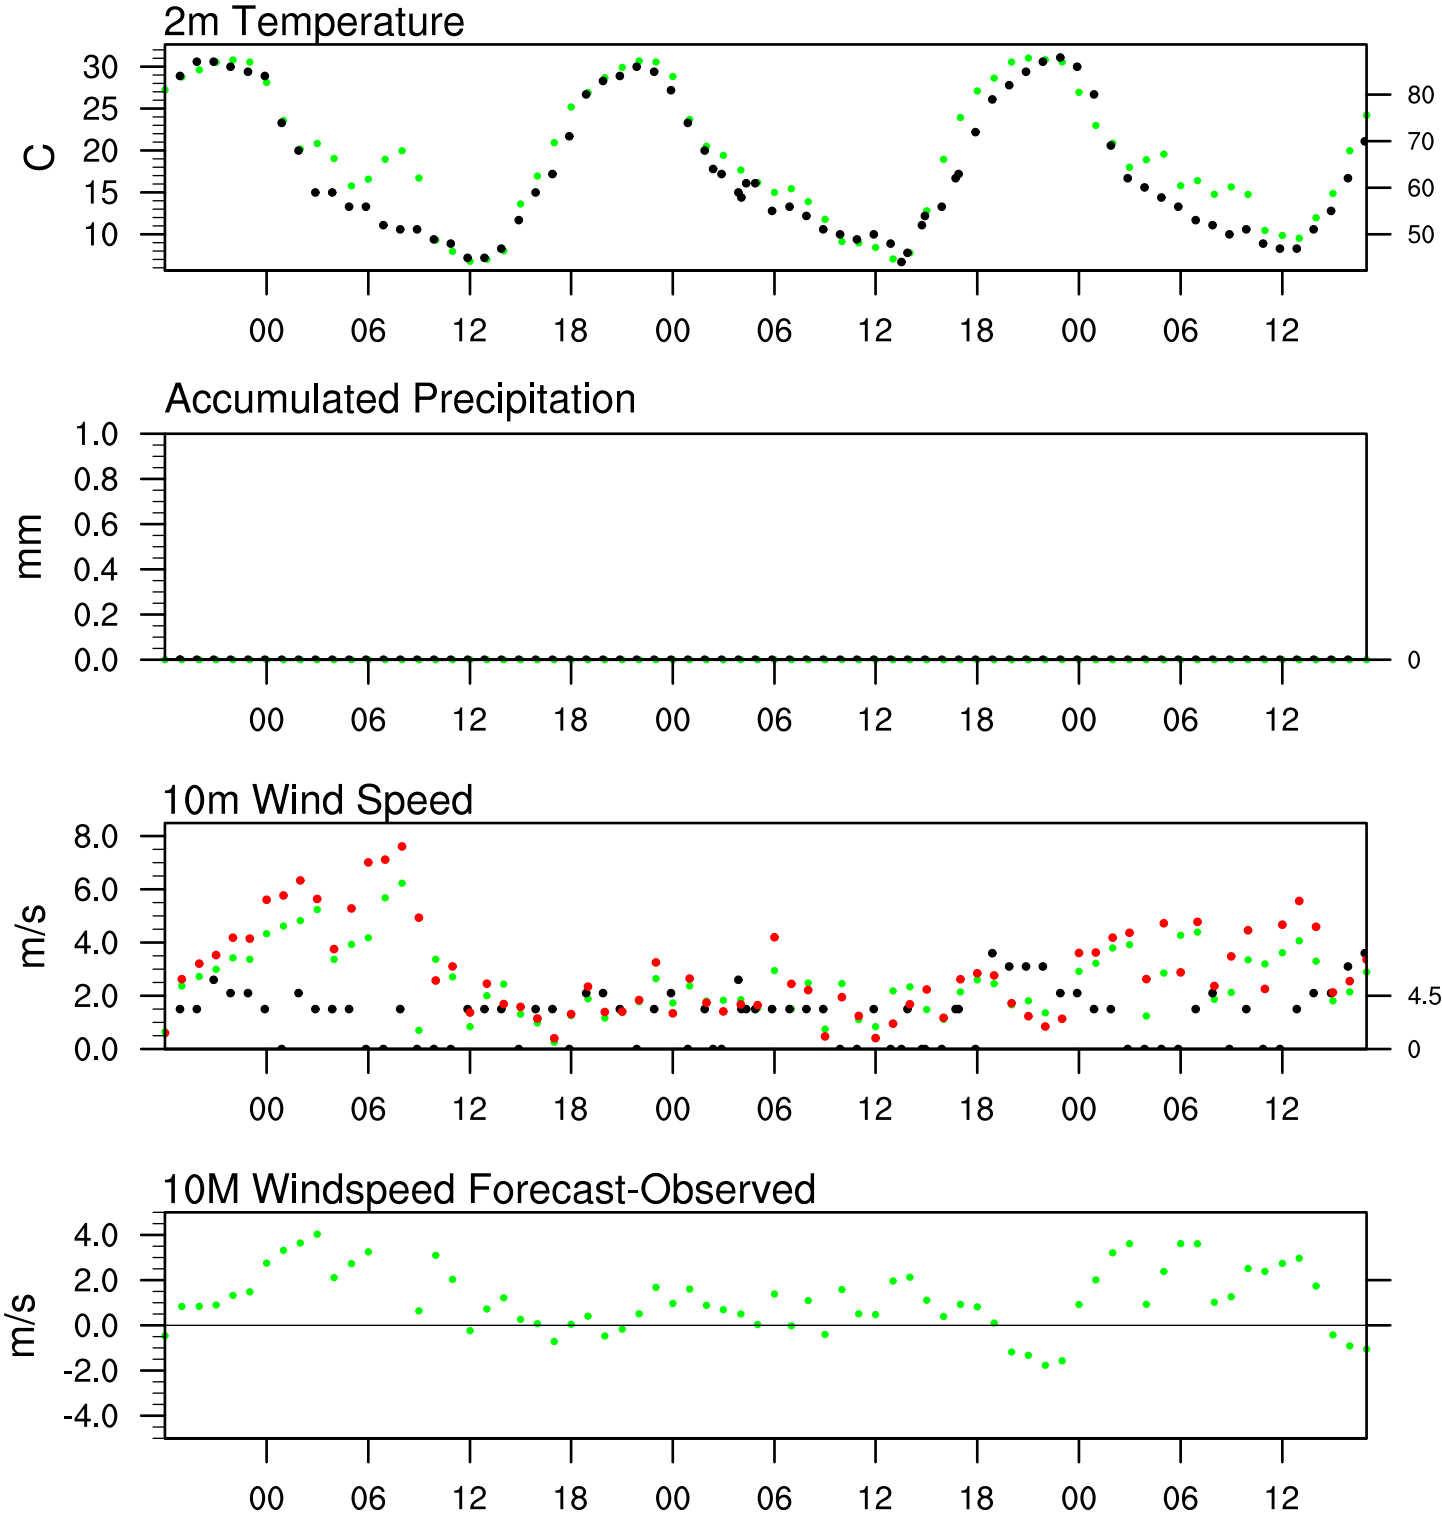 2m Temperature
30
25
20
15
10
C
80
70
60
50
00 06 12 18 00 06 12 18 00 06 12
Accumulated Precipitation
1.0
0.8
0.6
0.4
0.2
0.0
mm
0
00 06 12 18 00 06 12 18 00 06 12
10m Wind Speed
8.0
6.0
4.0
2.0
0.0
m/s
4.5
0
00 06 12 18 00 06 12 18 00 06 12
10M Windspeed Forecast-Observed
4.0
2.0
0.0
-2.0
-4.0
m/s
00 06 12 18 00 06 12 18 00 06 12